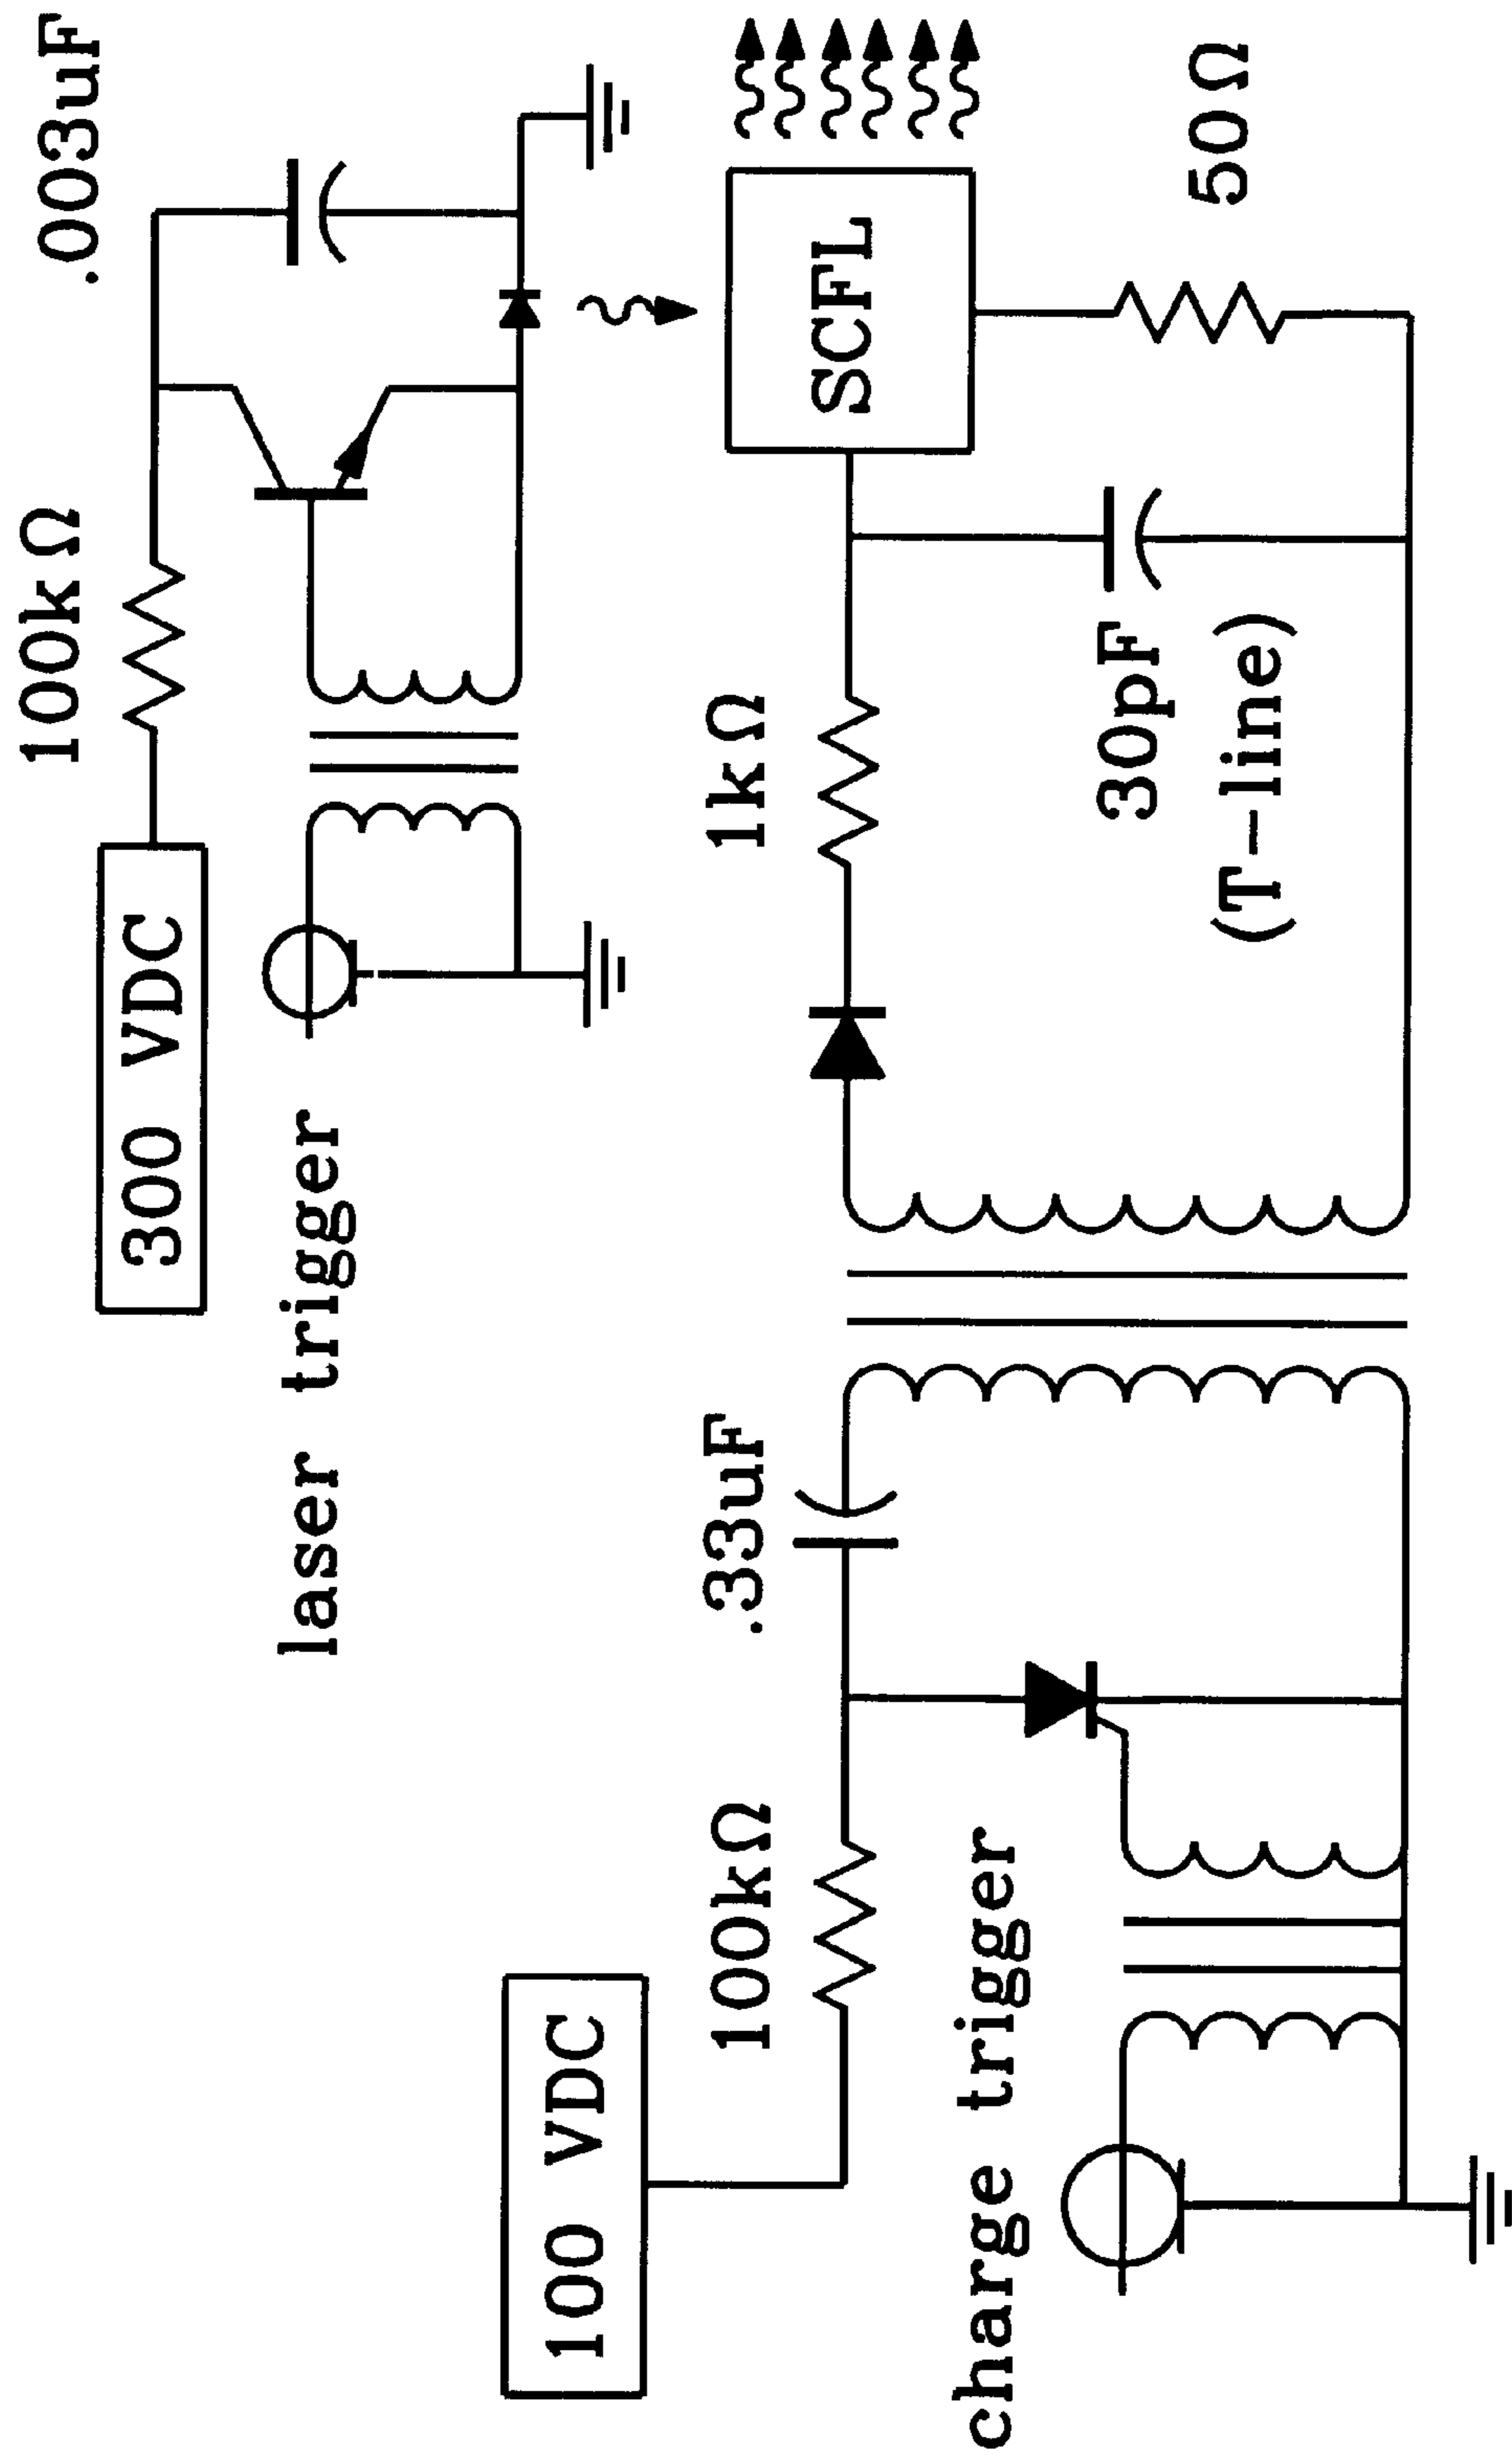 .003uF
100kΩ
300 VDC
laser trigger
SCFL
50Ω
1kΩ
30pF
(T-line)
.33uF
100kΩ
100 VDC
charge trigger